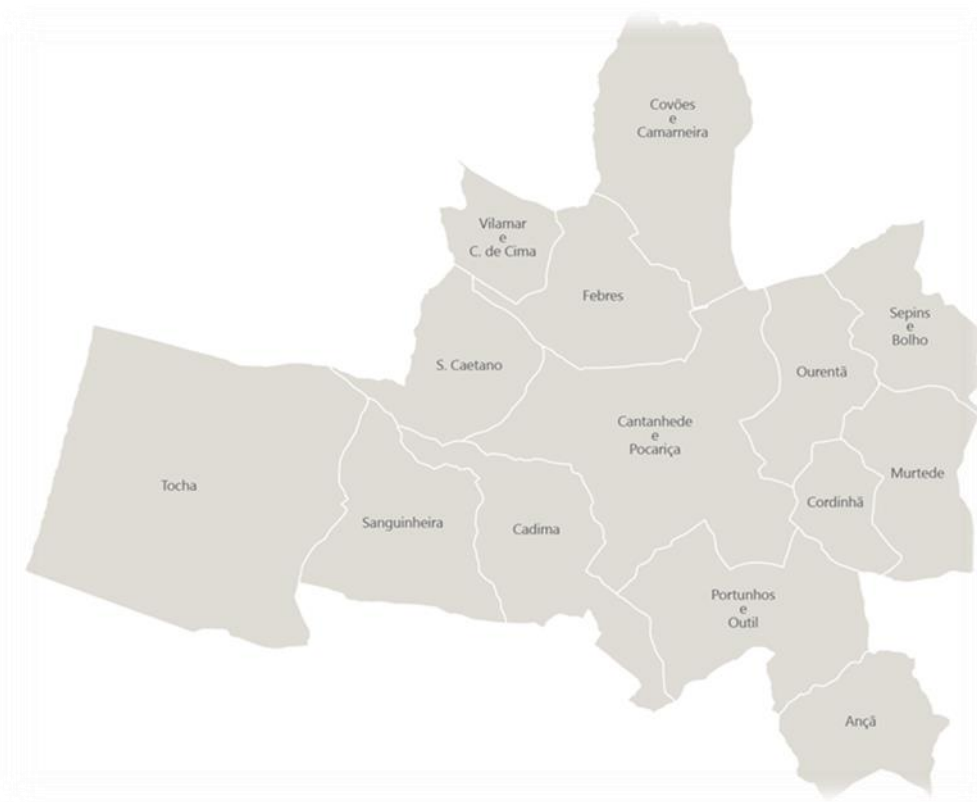 Covões
e
Camarneira
Vilamar
e
C. de Cima
Febres
Sepins
e
Bolho
S. Caetano
Ourentã
Cantanhede
e
Pocariça
Tocha
Murtede
Cordinhã
Sanguinheira
Cadima
Portunhos
e
Outil
Ançã